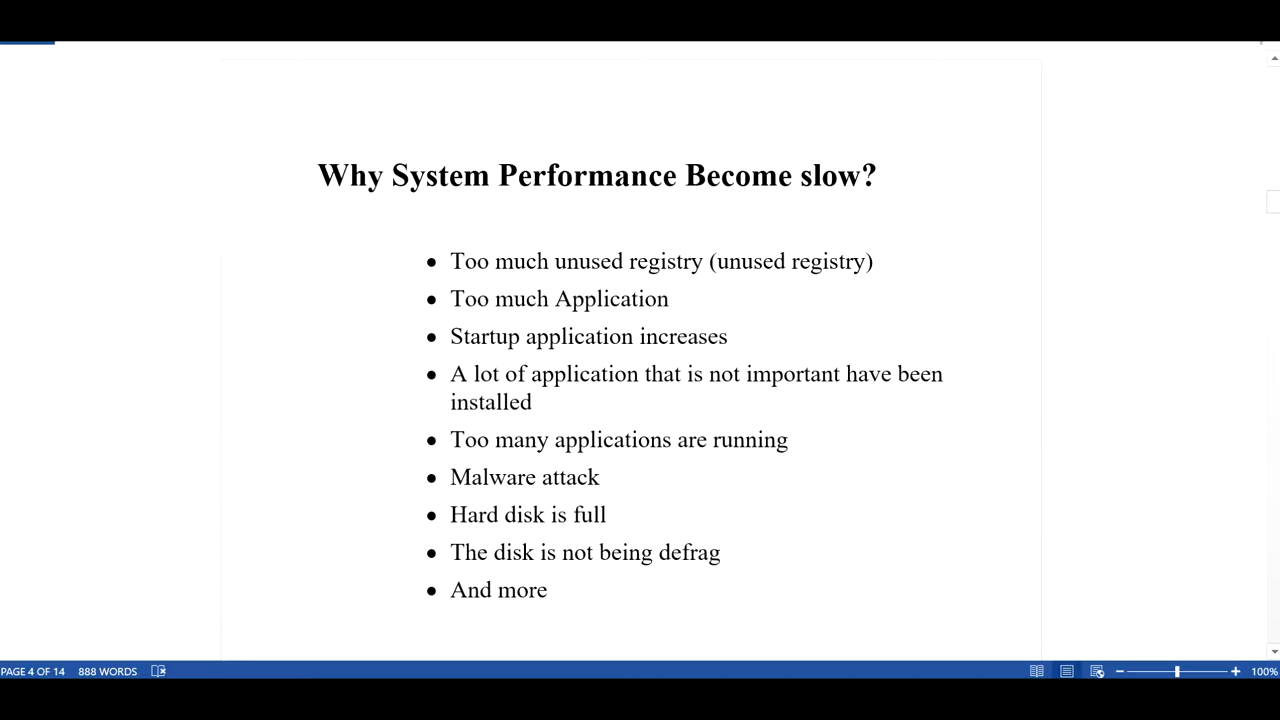 Why System Performance Become slow?
• Too much unused registry (unused registry)
• Too much Application
• Startup application increases
• A lot of application that is not important have been
installed
• Too many applications are running
• Malware attack
• Hard disk is full
• The disk is not being defrag
• And more
PAGE 4 OF 14 888 WORDS 100%